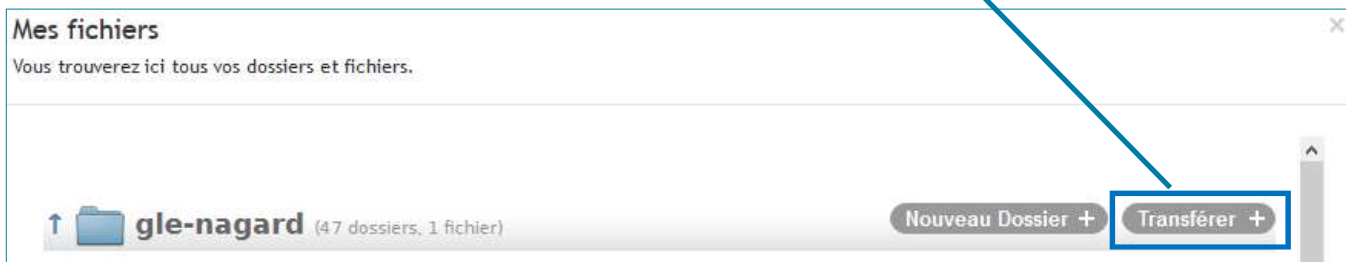 Mes fichiers
Vous trouverez ici tous vos dossiers et fichiers.
gle-nagard (47 dossiers, 1 fichier) Nouveau Dossier + Transférer +